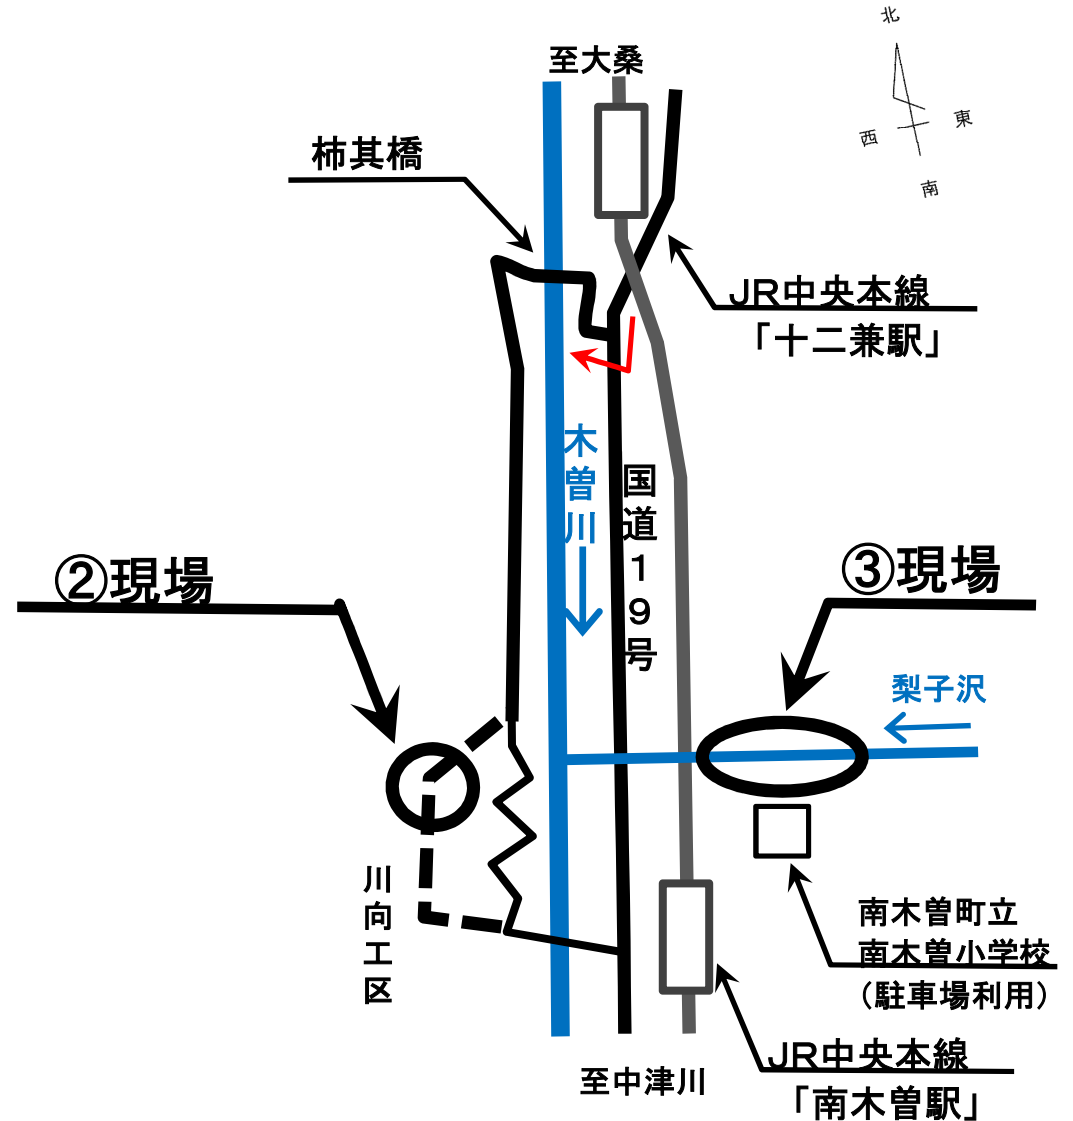 北
西
東
南
至大桑
柿其橋
JR中央本線
「十二兼駅」
木曽川
国道19号
②現場
③現場
梨子沢
川向工区
南木曽町立
南木曽小学校
(駐車場利用)
JR中央本線
「南木曽駅」
至中津川